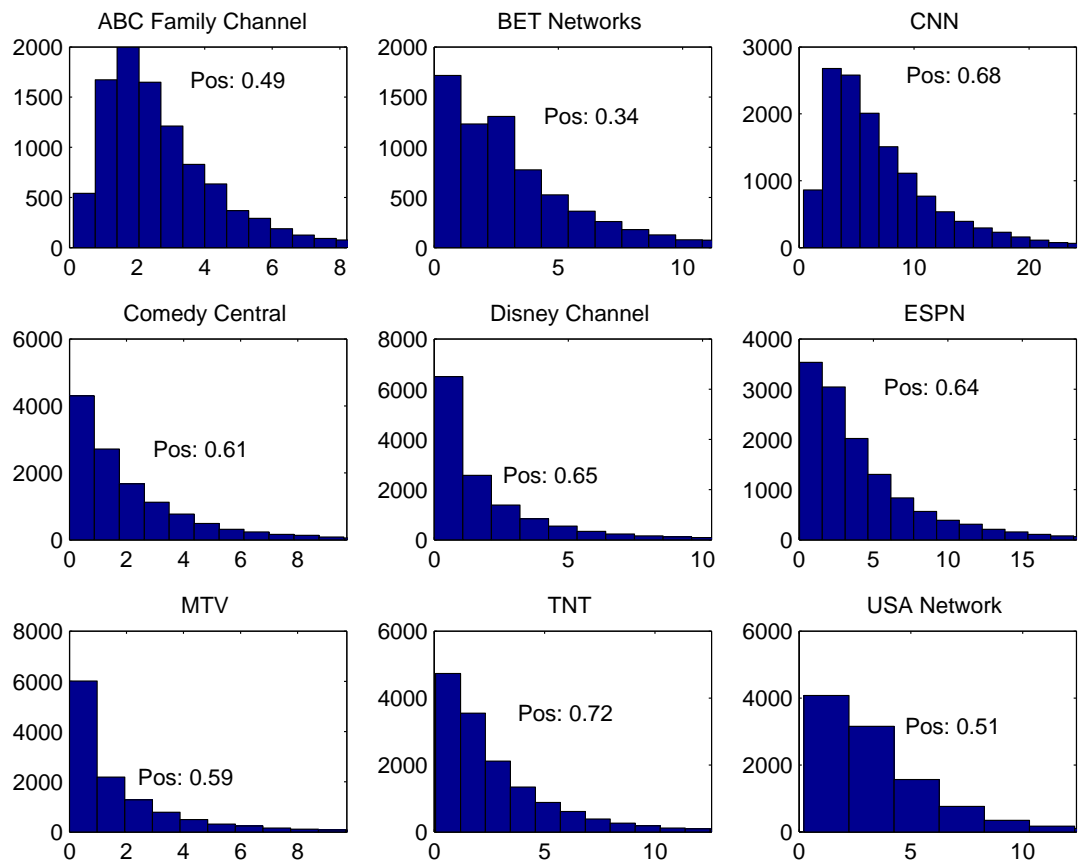 ABC Family Channel
2000
1500
1000
500
0
0 2 4 6 8
Pos: 0.49
BET Networks
2000
1500
1000
500
0
0 5 10
Pos: 0.34
CNN
3000
2000
1000
0
0 10 20
Pos: 0.68
Comedy Central
6000
4000
2000
0
0 2 4 6 8
Pos: 0.61
Disney Channel
8000
6000
4000
2000
0
0 5 10
Pos: 0.65
ESPN
4000
3000
2000
1000
0
0 5 10 15
Pos: 0.64
MTV
8000
6000
4000
2000
0
0 2 4 6 8
Pos: 0.59
TNT
6000
4000
2000
0
0 5 10
Pos: 0.72
USA Network
6000
4000
2000
0
0 5 10
Pos: 0.51